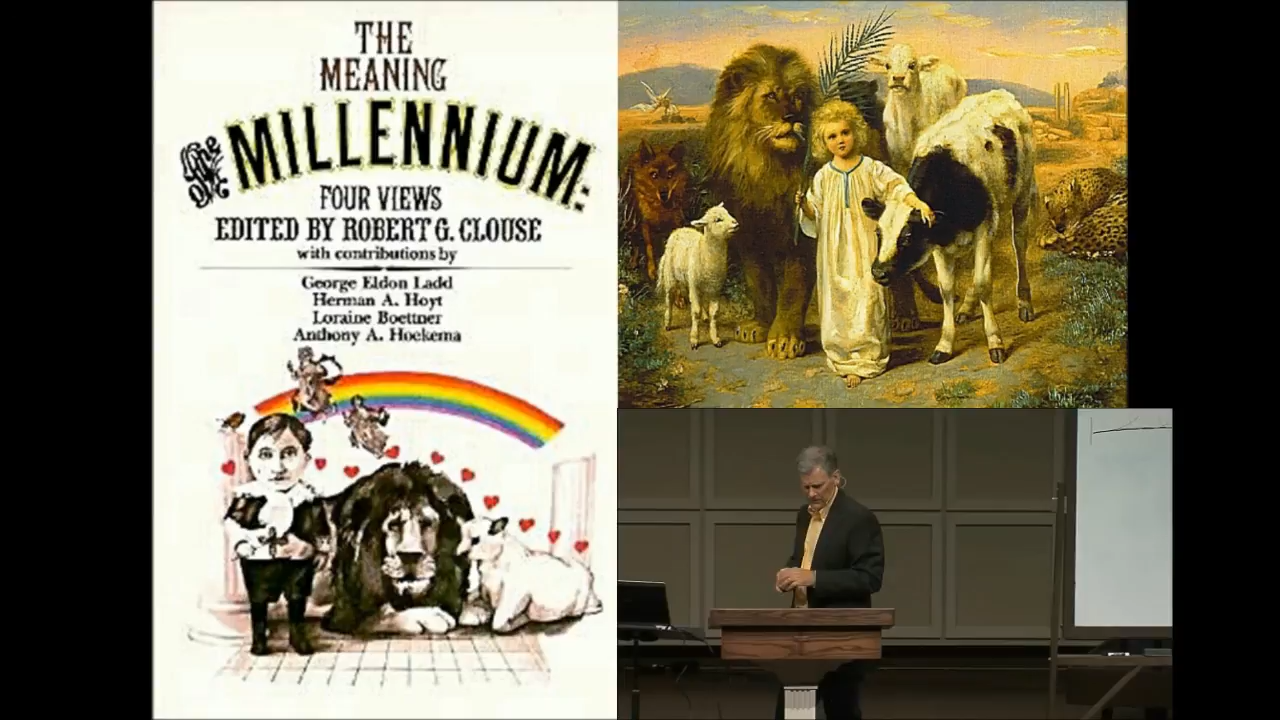 THE
MEANING
OF THE MILLENNIUM:
FOUR VIEWS
EDITED BY ROBERT G. CLOUSE
with contributions by
George Eldon Ladd
Herman A. Hoyt
Loraine Boettner
Anthony A. Hoekema